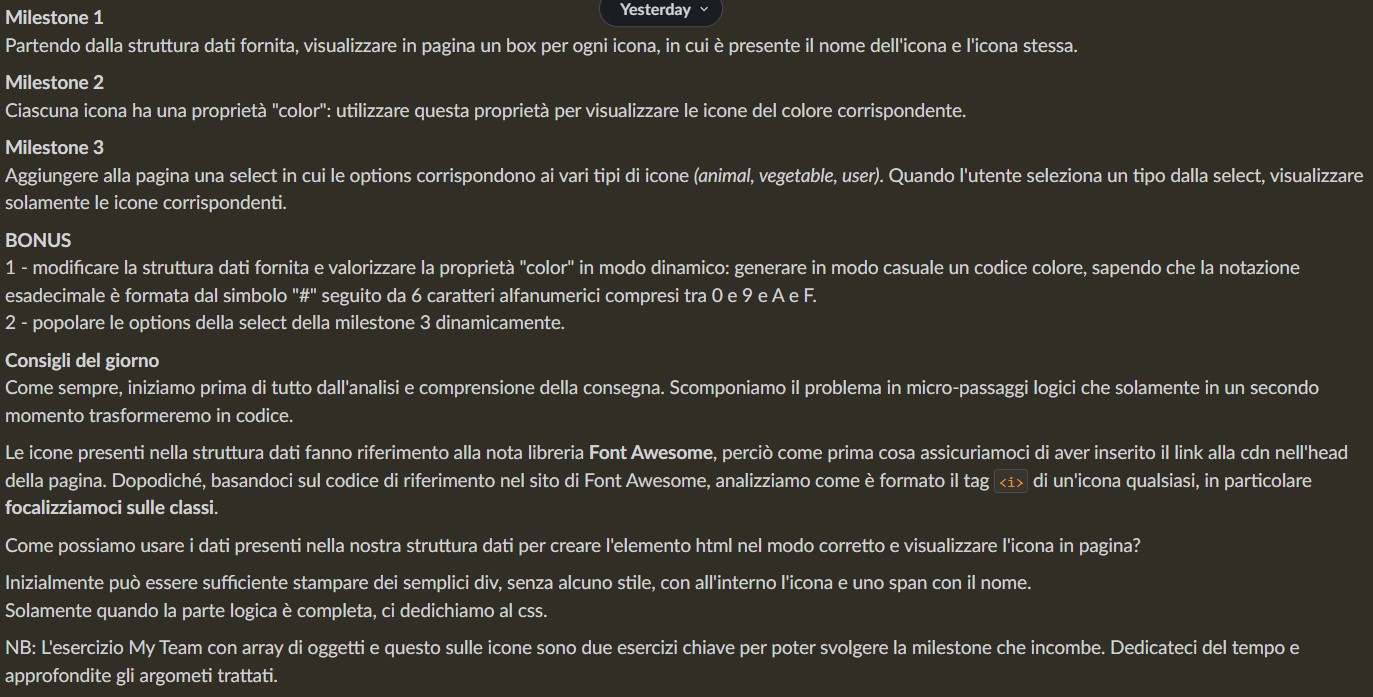 Yesterday
Milestone 1
Partendo dalla struttura dati fornita, visualizzare in pagina un box per ogni icona, in cui è presente il nome dell'icona e l'icona stessa.
Milestone 2
Ciascuna icona ha una proprietà "color": utilizzare questa proprietà per visualizzare le icone del colore corrispondente.
Milestone 3
Aggiungere alla pagina una select in cui le options corrispondono ai vari tipi di icone (animal, vegetable, user). Quando l'utente seleziona un tipo dalla select, visualizzare
solamente le icone corrispondenti.
BONUS
1 - modificare la struttura dati fornita e valorizzare la proprietà "color" in modo dinamico: generare in modo casuale un codice colore, sapendo che la notazione
esadecimale è formata dal simbolo "#" seguito da 6 caratteri alfanumerici compresi tra 0 e 9 e A e F.
2 - popolare le options della select della milestone 3 dinamicamente.
Consigli del giorno
Come sempre, iniziamo prima di tutto dall'analisi e comprensione della consegna. Scomponiamo il problema in micro-passaggi logici che solamente in un secondo
momento trasformeremo in codice.
Le icone presenti nella struttura dati fanno riferimento alla nota libreria Font Awesome, perciò come prima cosa assicuriamoci di aver inserito il link alla cdn nell'head
della pagina. Dopodiché, basandoci sul codice di riferimento nel sito di Font Awesome, analizziamo come è formato il tag <i> di un'icona qualsiasi, in particolare
focalizziamoci sulle classi.
Come possiamo usare i dati presenti nella nostra struttura dati per creare l'elemento html nel modo corretto e visualizzare l'icona in pagina?
Inizialmente può essere sufficiente stampare dei semplici div, senza alcuno stile, con all'interno l'icona e uno span con il nome.
Solamente quando la parte logica è completa, ci dedichiamo al css.
NB: L'esercizio My Team con array di oggetti e questo sulle icone sono due esercizi chiave per poter svolgere la milestone che incombe. Dedicateci del tempo e
approfondite gli argometi trattati.